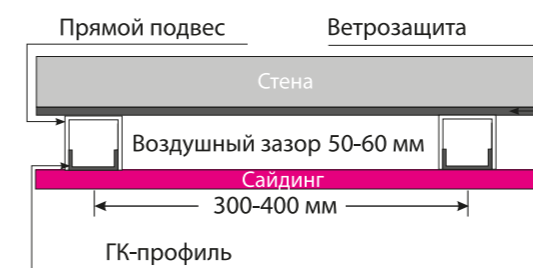 Прямой подвес Ветрозащита
Стена
Воздушный зазор 50-60 мм
Сайдинг
300-400 мм
ГК-профиль